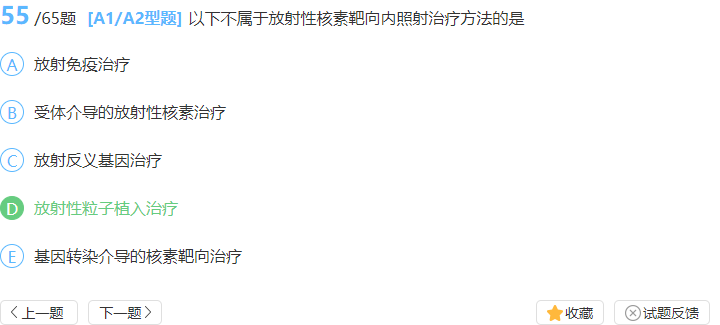 55/65题 [A1/A2型题] 以下不属于放射性核素靶向内照射治疗方法的是
A 放射免疫治疗
B 受体介导的放射性核素治疗
C 放射反义基因治疗
D 放射性粒子植入治疗
E 基因转染介导的核素靶向治疗
上一题 下一题 收藏 试题反馈